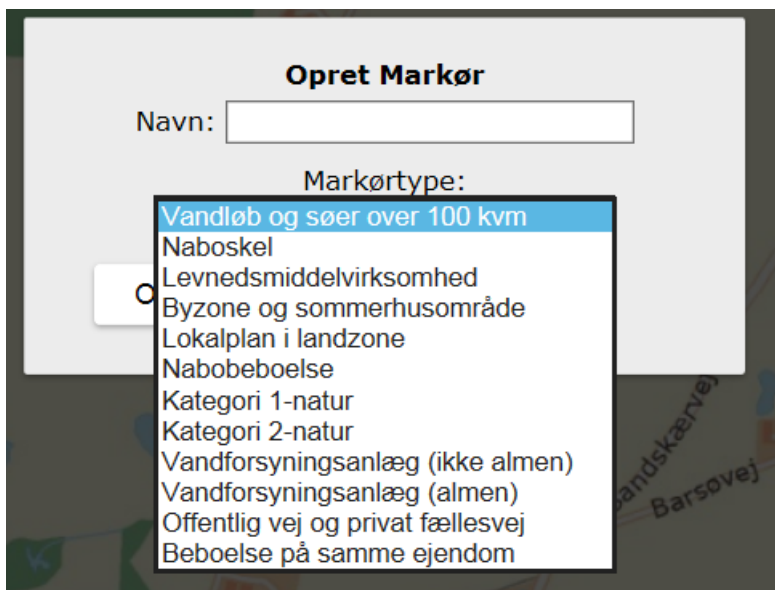 Opret Markør
Navn:
Markørtype:
Vandløb og søer over 100 kvm
Naboskel
Levnedsmiddelvirksomhed
Byzone og sommerhusområde
Lokalplan i landzone
Nabobeboelse
Kategori 1-natur
Kategori 2-natur
Vandforsyningsanlæg (ikke almen)
Vandforsyningsanlæg (almen)
Offentlig vej og privat fællesvej
Beboelse på samme ejendom
Barsøvej